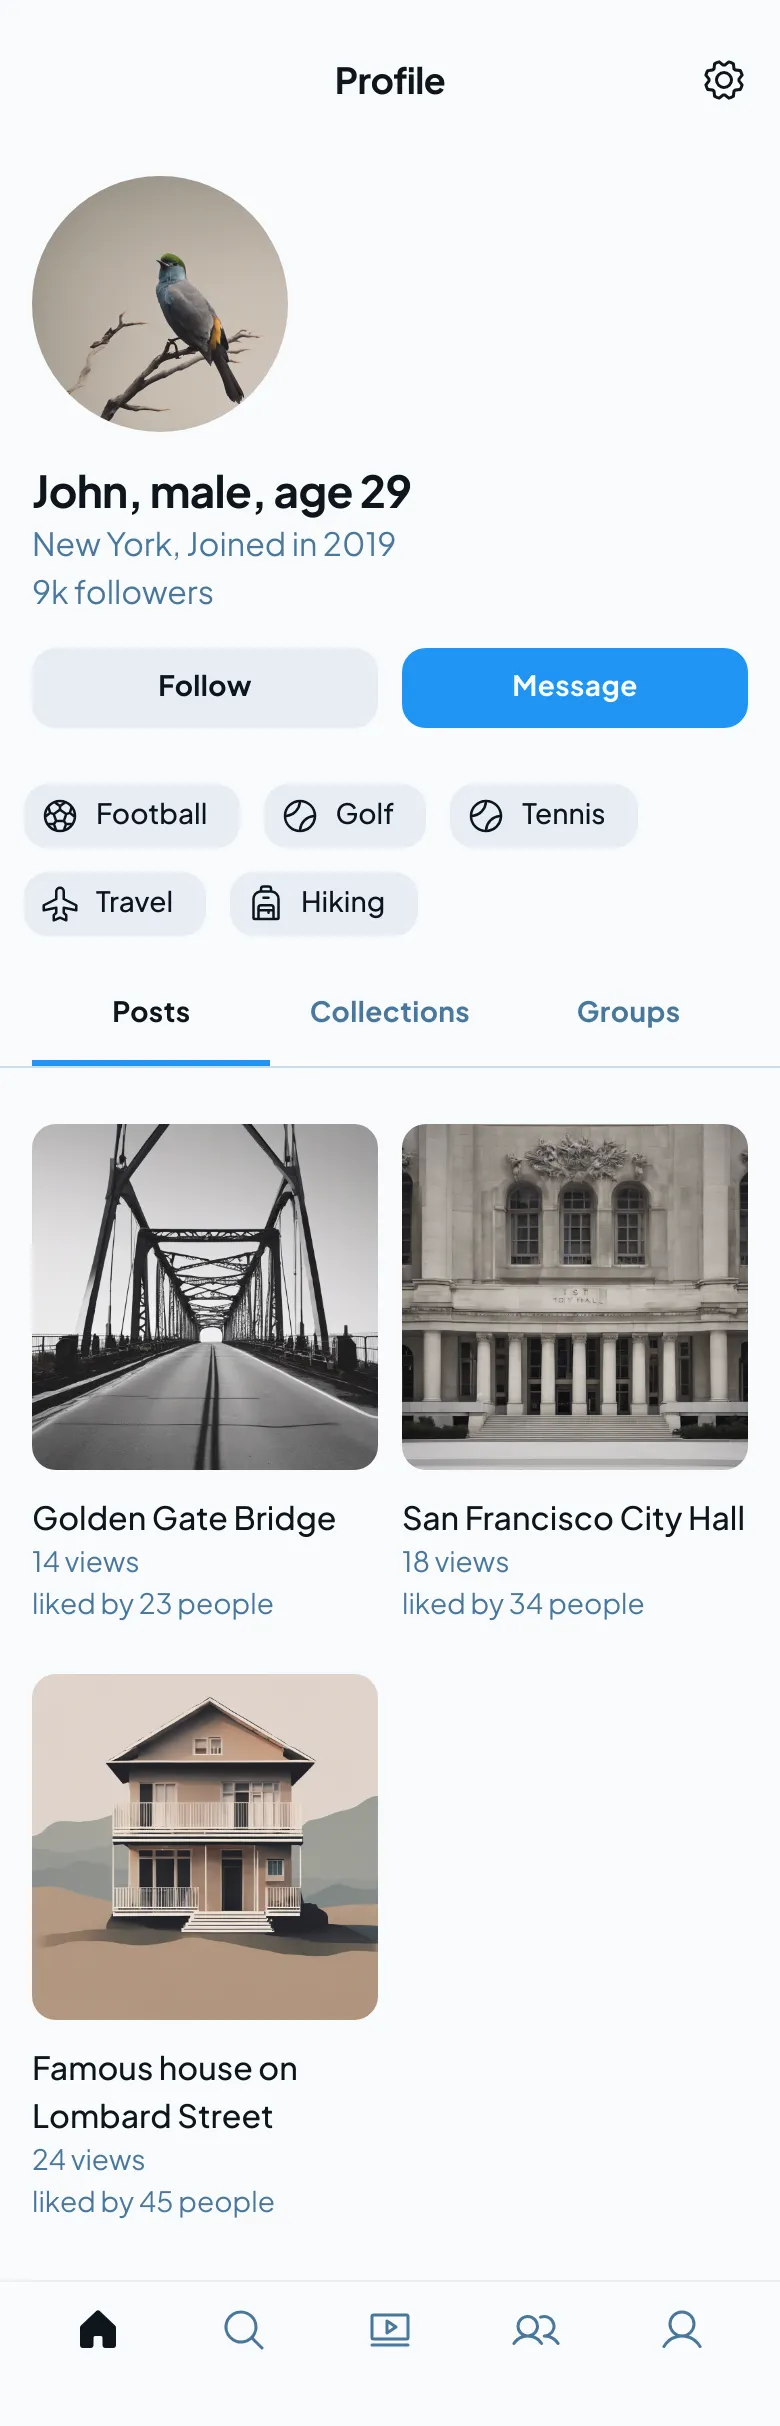 Profile
John, male, age 29
New York, Joined in 2019
9k followers
Follow
Message
Football
Golf
Tennis
Travel
Hiking
Posts
Collections
Groups
Golden Gate Bridge
14 views
liked by 23 people
San Francisco City Hall
18 views
liked by 34 people
Famous house on
Lombard Street
24 views
liked by 45 people